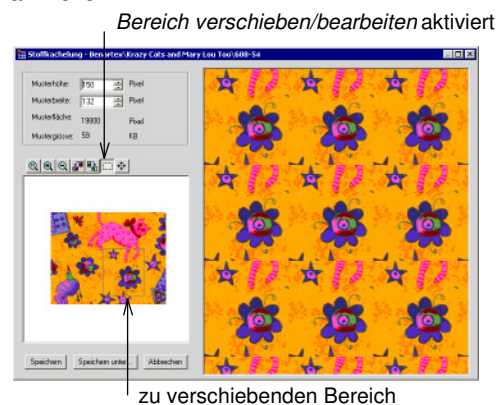 Bereich verschieben/bearbeiten aktiviert
Stoffkachelung - Benartex\Krazy Cats and Mary Lou Too\688-54
Musterhöhe: 150 Pixel
Musterbreite: 132 Pixel
Musterfläche: 19800 Pixel
Mustergrösse: 59 KB
Speichern Speichern unter... Abbrechen
zu verschiebenden Bereich